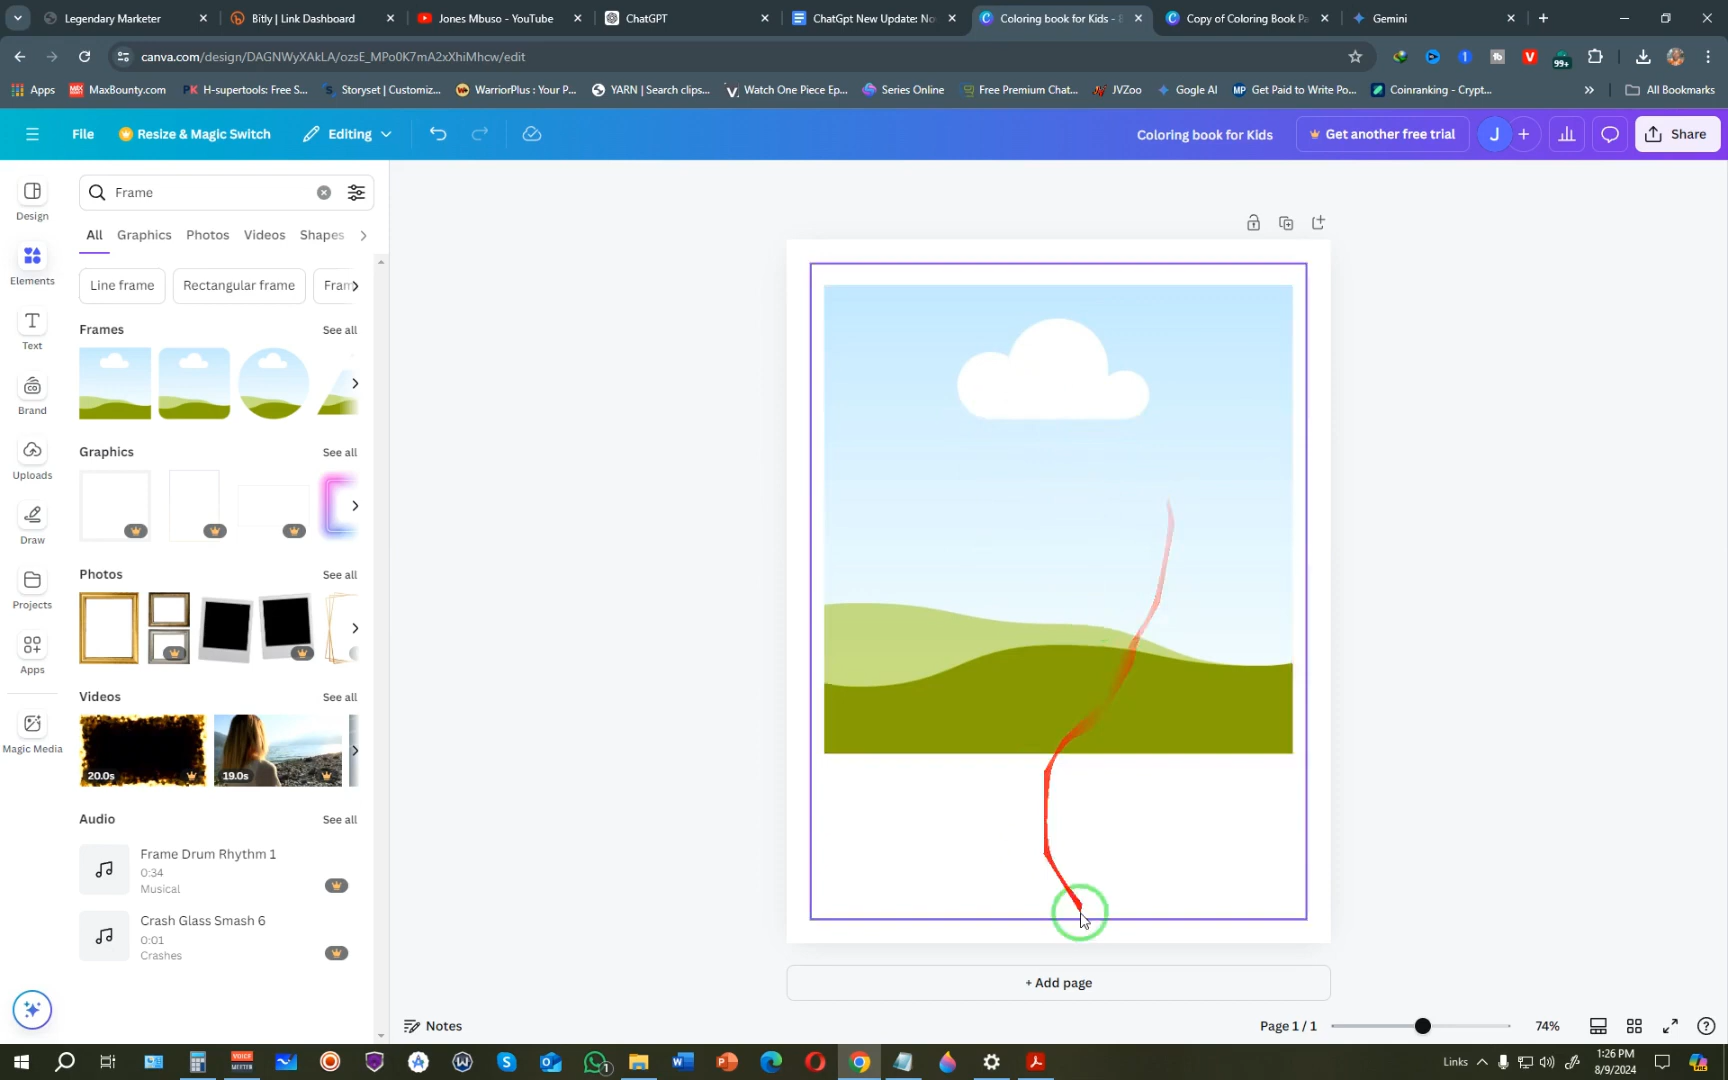 Legendary Marketer
Bitly | Link Dashboard
Jones Mbuso - YouTube
ChatGPT
ChatGpt New Update: No
Coloring book for Kids - B
Copy of Coloring Book Pa
Gemini
canva.com/design/DAGNWyXAkLA/ozsE_MPo0K7mA2xXhiMhcw/edit
99+
Apps
MaxBounty.com
H-supertools: Free S...
Storyset | Customiz...
WarriorPlus : Your P...
YARN | Search clips...
Watch One Piece Ep...
Series Online
Free Premium Chat...
JVZoo
Gogle AI
Get Paid to Write Po...
Coinranking - Crypt...
All Bookmarks
File
Resize & Magic Switch
Editing
Coloring book for Kids
Get another free trial
J
Share
Design
Elements
Text
Brand
Uploads
Draw
Projects
Apps
Magic Media
Frame
All
Graphics
Photos
Videos
Shapes
Line frame
Rectangular frame
Fram
Frames
See all
Graphics
See all
Photos
See all
Videos
See all
20.0s
19.0s
Audio
See all
Frame Drum Rhythm 1
0:34
Musical
Crash Glass Smash 6
0:01
Crashes
+ Add page
Notes
Page 1 / 1
74%
Links
1:26 PM
8/9/2024